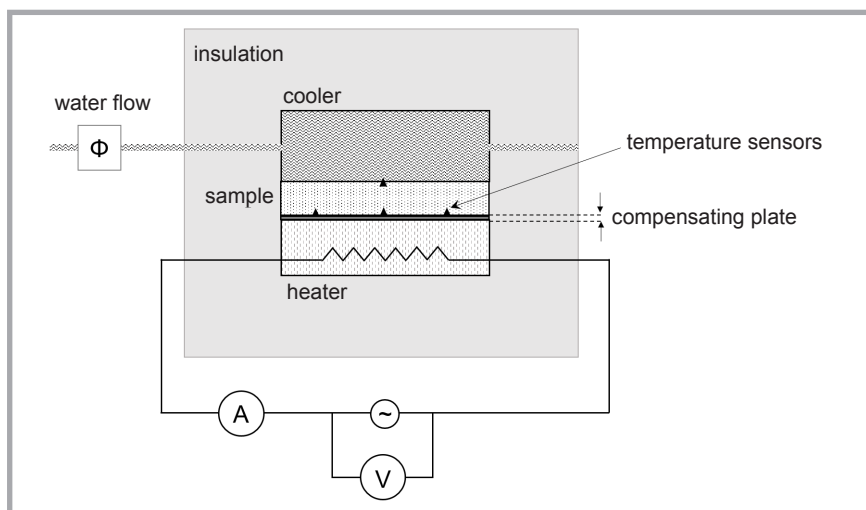 insulation
cooler
water flow
Φ
temperature sensors
sample
compensating plate
heater
A
~
V